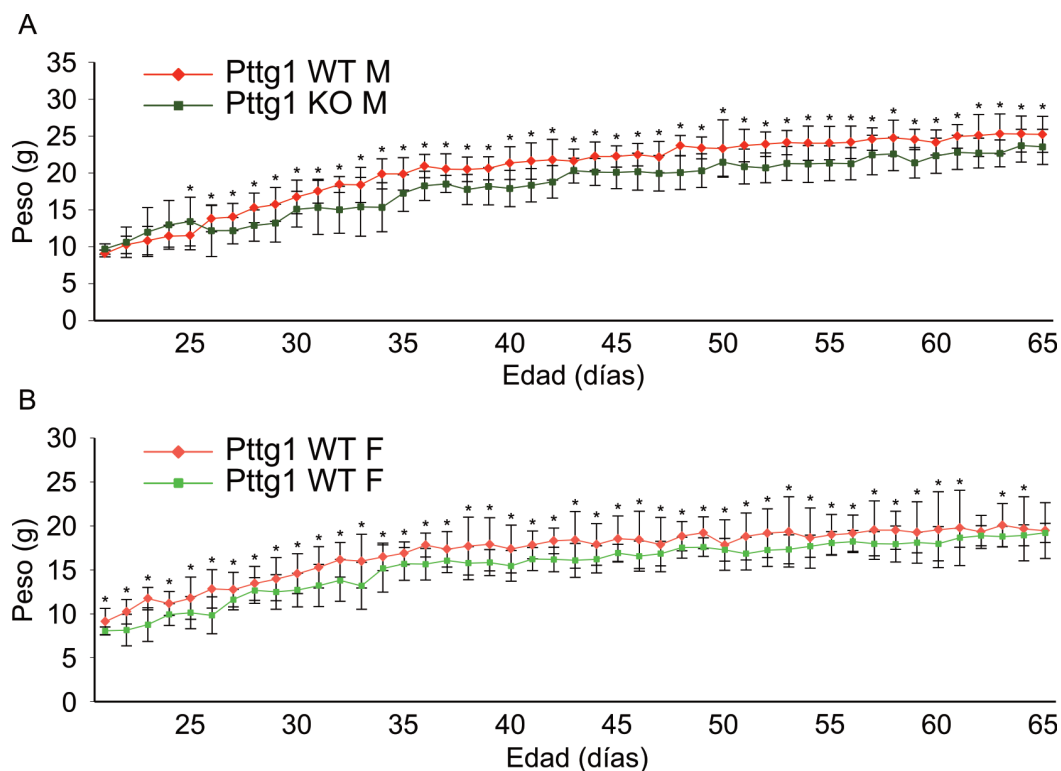 A
35
30
25
20
15
10
5
0
Peso (g)
Pttg1 WT M
Pttg1 KO M
* * * * * * * * * * * * * * * * * * * * * * * * * * * * * * * * * * * * * * * * *
25 30 35 40 45 50 55 60 65
Edad (días)
B
30
25
20
15
10
5
0
Peso (g)
Pttg1 WT F
Pttg1 WT F
* * * * * * * * * * * * * * * * * * * * * * * * * * * * * * * * * * * * * * * * * * *
25 30 35 40 45 50 55 60 65
Edad (días)